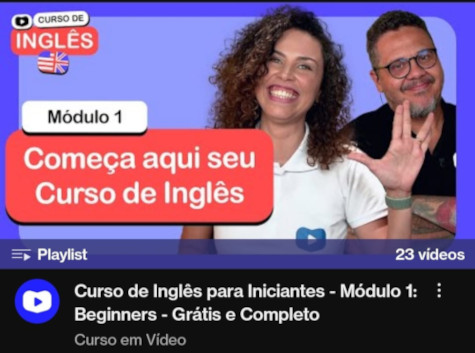 CURSO DE
INGLÊS
Módulo 1
Começa aqui seu
Curso de Inglês
Playlist
23 vídeos
Curso de Inglês para Iniciantes - Módulo 1:
Beginners - Grátis e Completo
Curso em Vídeo